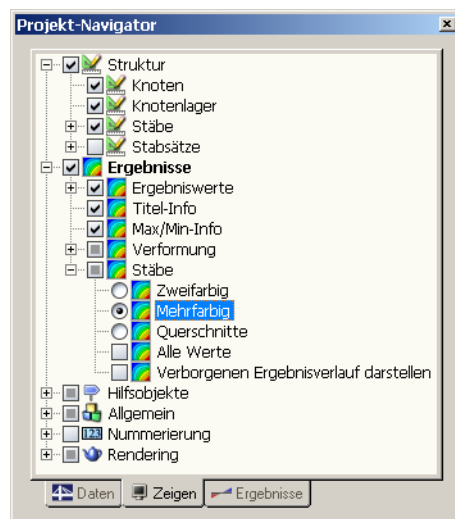 Projekt-Navigator
Struktur
Knoten
Knotenlager
Stäbe
Stabsätze
Ergebnisse
Ergebniswerte
Titel-Info
Max/Min-Info
Verformung
Stäbe
Zweifarbig
Mehrfarbig
Querschnitte
Alle Werte
Verborgenen Ergebnisverlauf darstellen
Hilfsobjekte
Allgemein
123 Nummerierung
Rendering
Daten Zeigen Ergebnisse